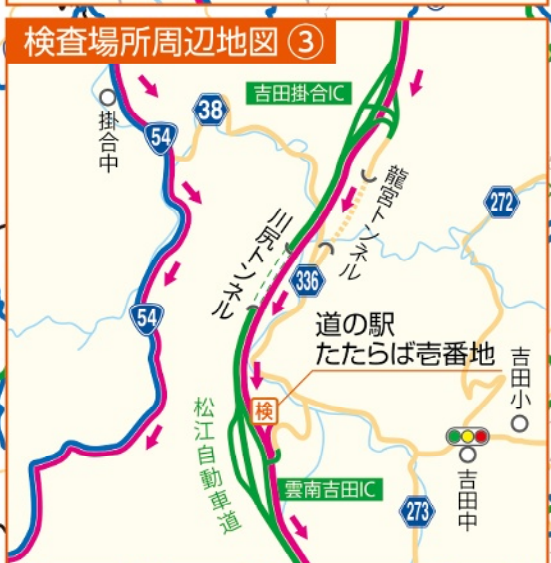 検査場所周辺地図③
吉田掛合IC
38
掛合中
54
龍宮トンネル
272
川尻トンネル
336
54
道の駅
たたらば壱番地
吉田小
検
松江自動車道
吉田中
雲南吉田IC
273